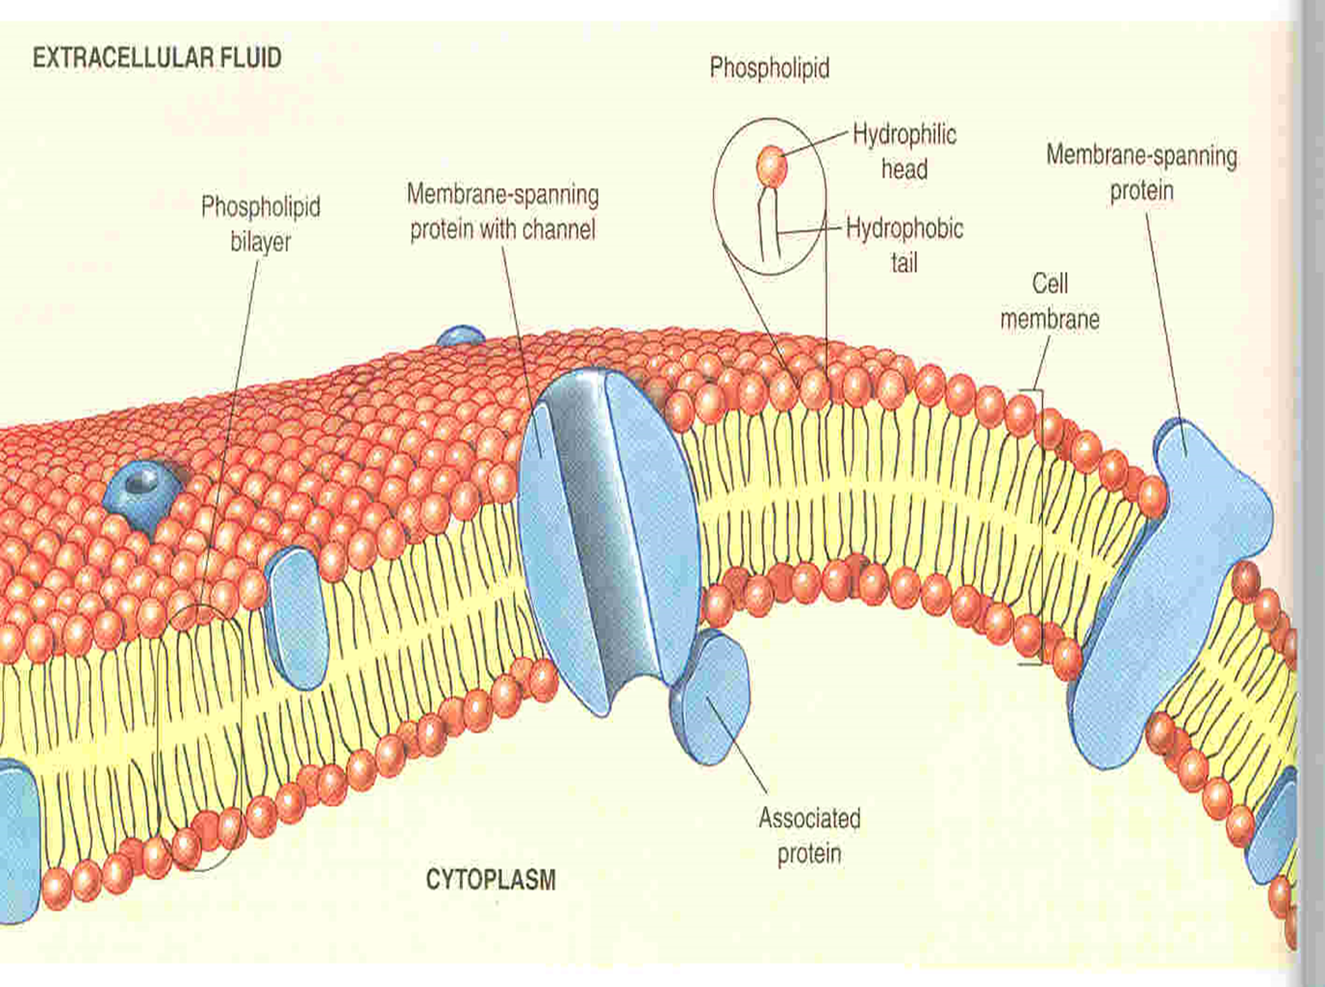 EXTRACELLULAR FLUID
Phospholipid
Hydrophilic
head
Hydrophobic
tail
Membrane-spanning
protein
Phospholipid
bilayer
Membrane-spanning
protein with channel
Cell
membrane
Associated
protein
CYTOPLASM